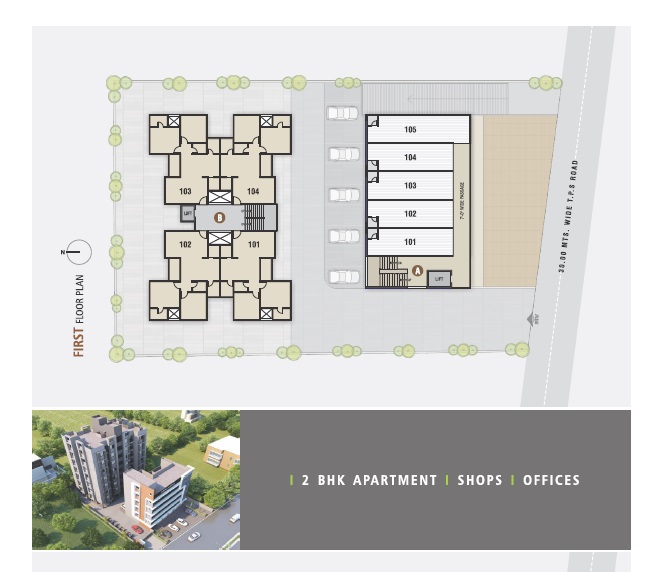 105
104
103
102
101
7'-0" WIDE PASSAGE
A
LIFT
103
104
LIFT
B
102
101
30.00 MTS. WIDE T.P.S ROAD
N
FIRST FLOOR PLAN
2 BHK APARTMENT | SHOPS | OFFICES